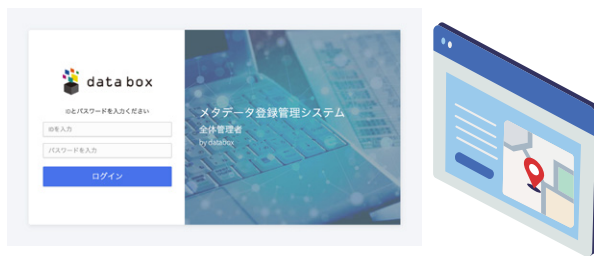 data box
IDとパスワードを入力ください
IDを入力
パスワードを入力
ログイン
メタデータ登録管理システム
全体管理者
by databox